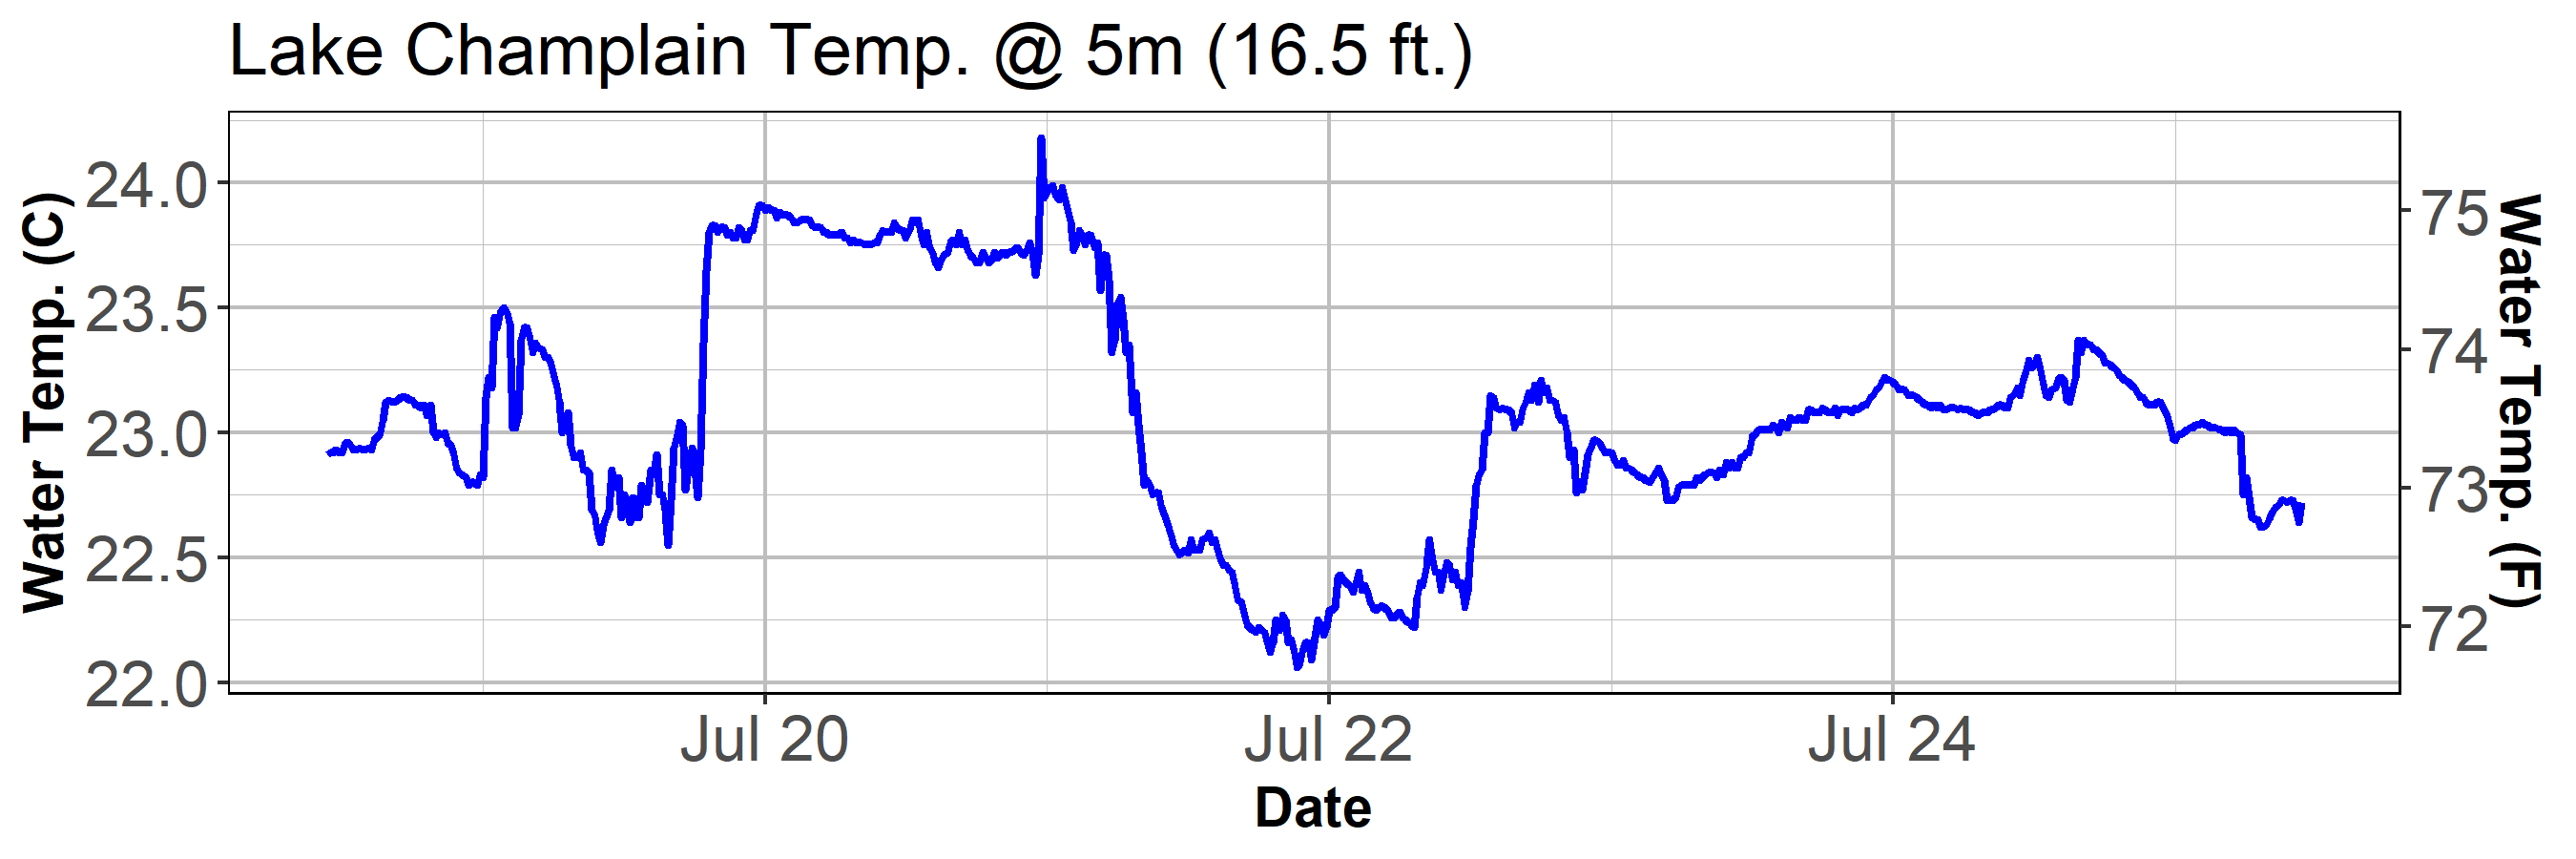 Lake Champlain Temp. @ 5m (16.5 ft.)
Water Temp. (C)
24.0
23.5
23.0
22.5
22.0
75
74
73
72
Water Temp. (F)
Jul 20 Jul 22 Jul 24
Date